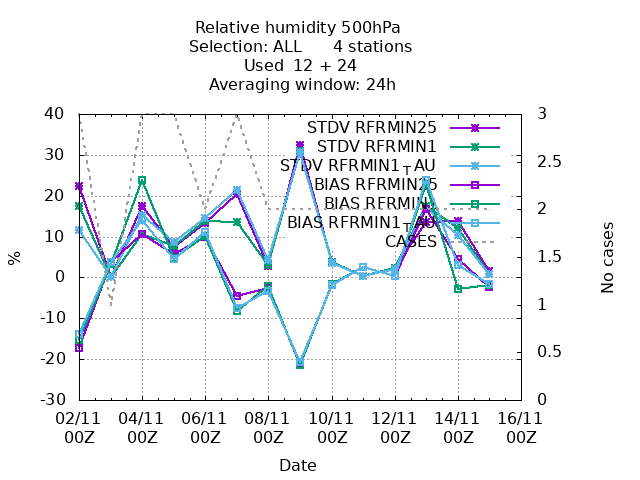 Relative humidity 500hPa
Selection: ALL 4 stations
Used 12 + 24
Averaging window: 24h
40 3
STDV RFRMIN25
STDV RFRMIN1
30 2.5
STDV RFRMIN1_AU
BIAS RFRMIN25
20 2
BIAS RFRMIN1
BIAS RFRMIN1_AU
10 1.5
CASES
%
No cases
0
-10 1
-20 0.5
-30 0
02/11 04/11 06/11 08/11 10/11 12/11 14/11 16/11
00Z 00Z 00Z 00Z 00Z 00Z 00Z 00Z
Date